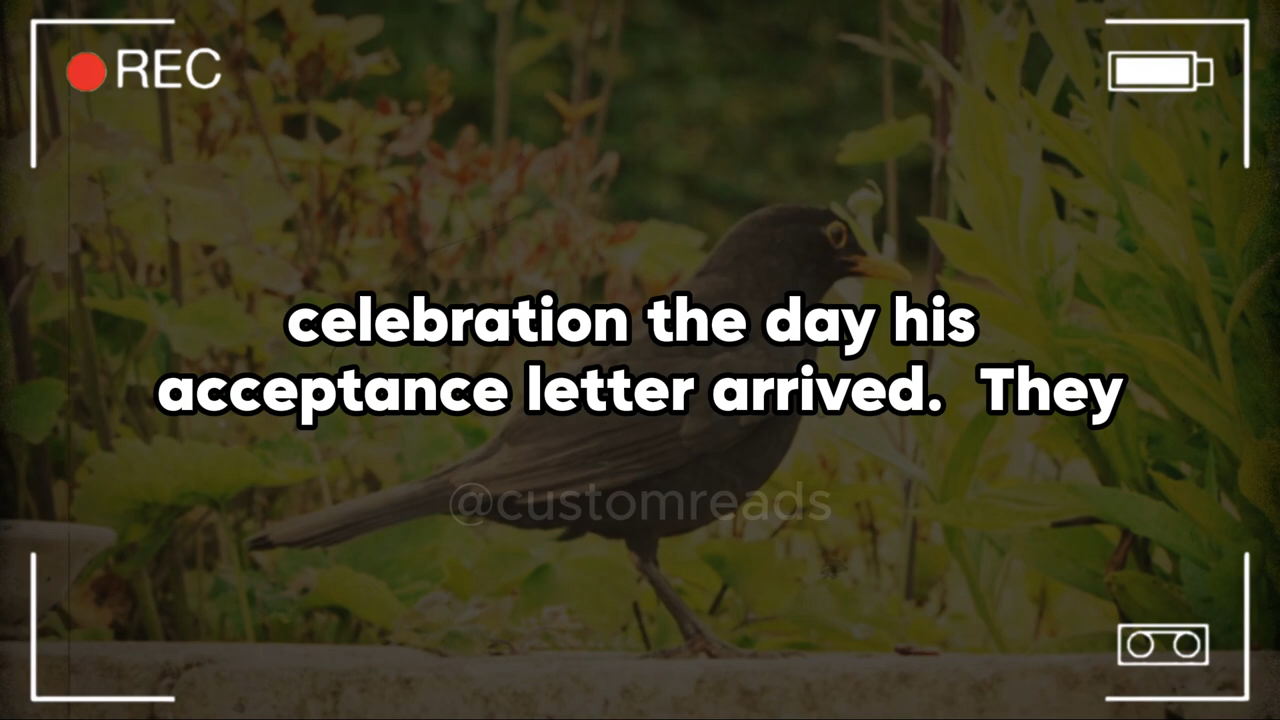 REC
celebration the day his
acceptance letter arrived.  They
@customreads